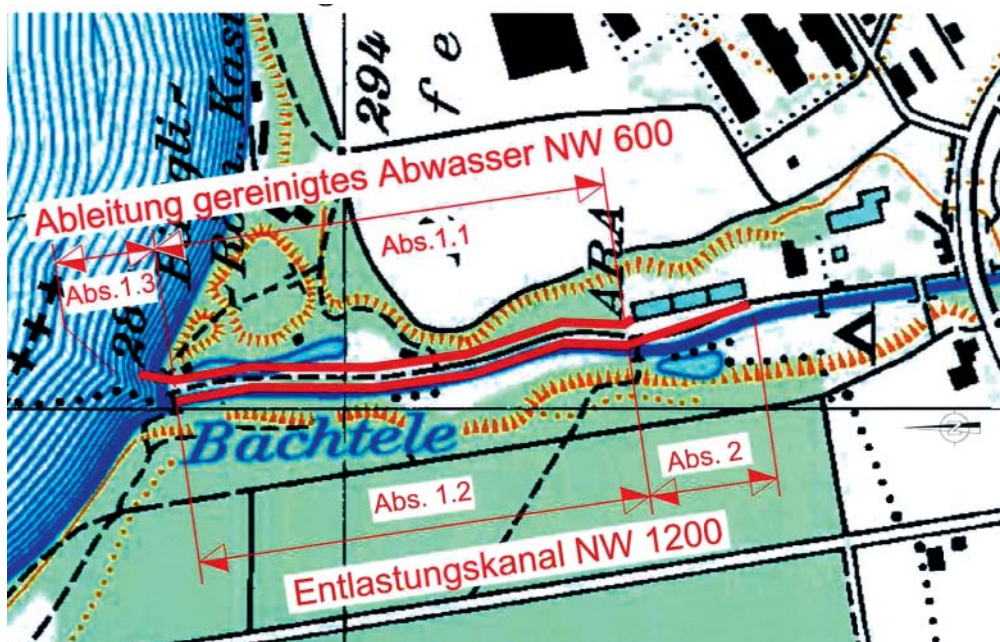 294
f e
Ableitung gereinigtes Abwasser NW 600
Abs.1.1
Abs.1.3
28
A R A
Bachtele
Abs. 1.2
Abs. 2
Entlastungskanal NW 1200
N